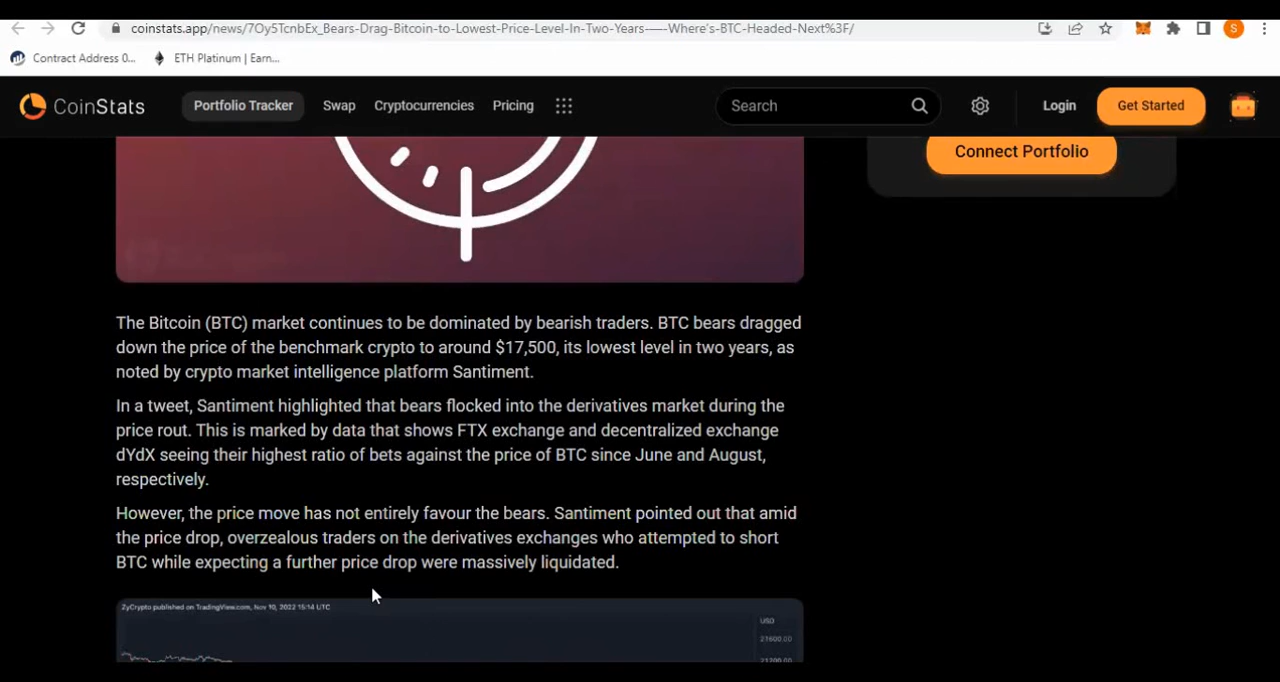 coinstats.app/news/7Oy5TcnbEx_Bears-Drag-Bitcoin-to-Lowest-Price-Level-In-Two-Years-–––-Where's-BTC-Headed-Next%3F/
S
Contract Address 0... ETH Platinum | Earn...
CoinStats Portfolio Tracker Swap Cryptocurrencies Pricing Search Login Get Started
Connect Portfolio
The Bitcoin (BTC) market continues to be dominated by bearish traders. BTC bears dragged
down the price of the benchmark crypto to around $17,500, its lowest level in two years, as
noted by crypto market intelligence platform Santiment.
In a tweet, Santiment highlighted that bears flocked into the derivatives market during the
price rout. This is marked by data that shows FTX exchange and decentralized exchange
dYdX seeing their highest ratio of bets against the price of BTC since June and August,
respectively.
However, the price move has not entirely favour the bears. Santiment pointed out that amid
the price drop, overzealous traders on the derivatives exchanges who attempted to short
BTC while expecting a further price drop were massively liquidated.
ZyCrypto published on TradingView.com, Nov 10, 2022 15:14 UTC
USD
21600.00
21200.00